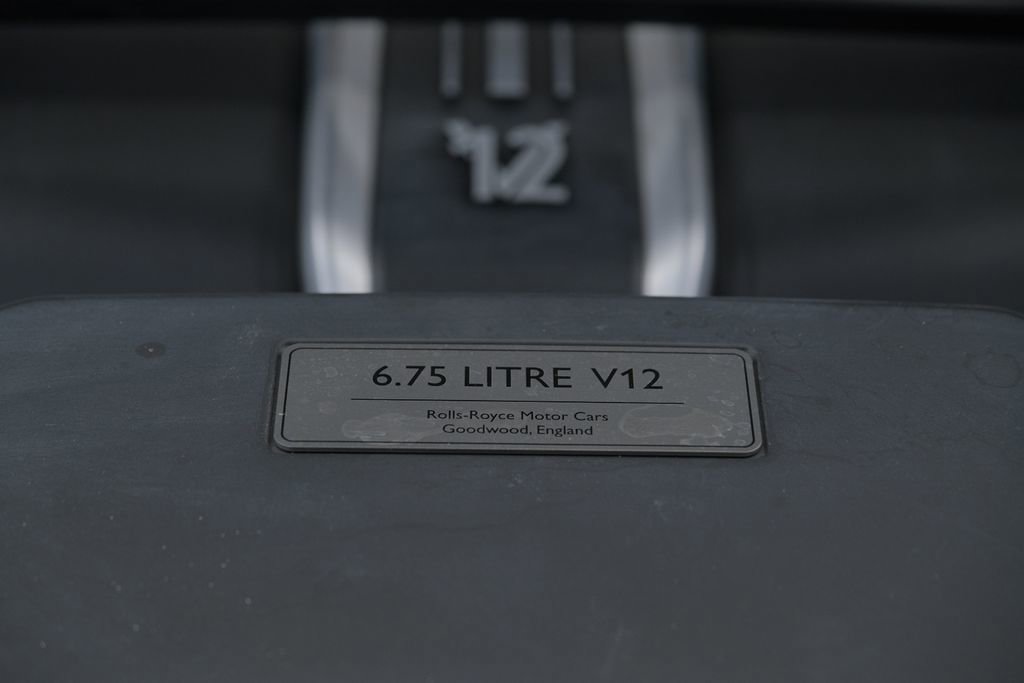 V12
6.75 LITRE V12
Rolls-Royce Motor Cars
Goodwood, England